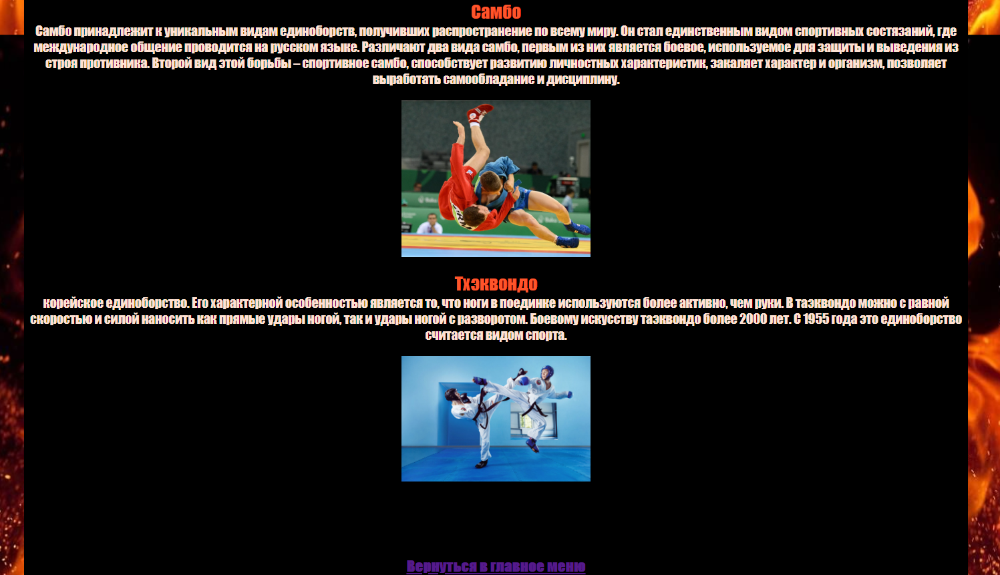 Самбо
Самбо принадлежит к уникальным видам единоборств, получивших распространение по всему миру. Он стал единственным видом спортивных состязаний, где
международное общение проводится на русском языке. Различают два вида самбо, первым из них является боевое, используемое для защиты и выведения из
строя противника. Второй вид этой борьбы – спортивное самбо, способствует развитию личностных характеристик, закаляет характер и организм, позволяет
выработать самообладание и дисциплину.
Тхэквондо
корейское единоборство. Его характерной особенностью является то, что ноги в поединке используются более активно, чем руки. В таэквондо можно с равной
скоростью и силой наносить как прямые удары ногой, так и удары ногой с разворотом. Боевому искусству таэквондо более 2000 лет. С 1955 года это единоборство
считается видом спорта.
Вернуться в главное меню